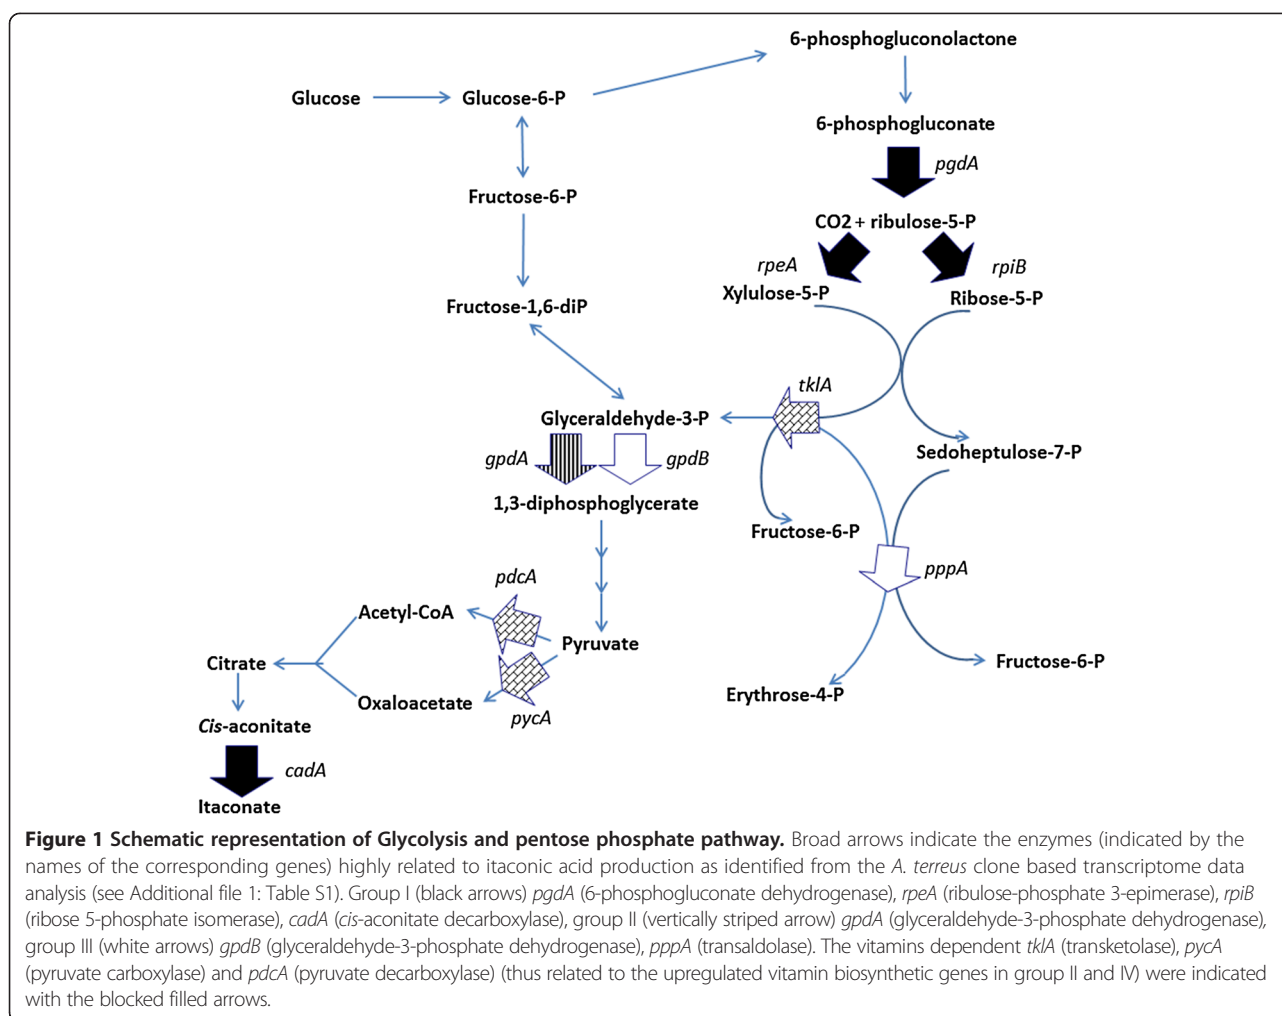 6-phosphogluconolactone
Glucose
Glucose-6-P
6-phosphogluconate
pgdA
Fructose-6-P
CO2 + ribulose-5-P
rpeA
rpiB
Xylulose-5-P
Ribose-5-P
Fructose-1,6-diP
tklA
Glyceraldehyde-3-P
gpdA
gpdB
Sedoheptulose-7-P
1,3-diphosphoglycerate
Fructose-6-P
pppA
pdcA
Acetyl-CoA
Pyruvate
Citrate
Fructose-6-P
Oxaloacetate
Erythrose-4-P
pycA
Cis-aconitate
cadA
Itaconate
Figure 1 Schematic representation of Glycolysis and pentose phosphate pathway. Broad arrows indicate the enzymes (indicated by the
names of the corresponding genes) highly related to itaconic acid production as identified from the A. terreus clone based transcriptome data
analysis (see Additional file 1: Table S1). Group I (black arrows) pgdA (6-phosphogluconate dehydrogenase), rpeA (ribulose-phosphate 3-epimerase), rpiB
(ribose 5-phosphate isomerase), cadA (cis-aconitate decarboxylase), group II (vertically striped arrow) gpdA (glyceraldehyde-3-phosphate dehydrogenase),
group III (white arrows) gpdB (glyceraldehyde-3-phosphate dehydrogenase), pppA (transaldolase). The vitamins dependent tklA (transketolase), pycA
(pyruvate carboxylase) and pdcA (pyruvate decarboxylase) (thus related to the upregulated vitamin biosynthetic genes in group II and IV) were indicated
with the blocked filled arrows.